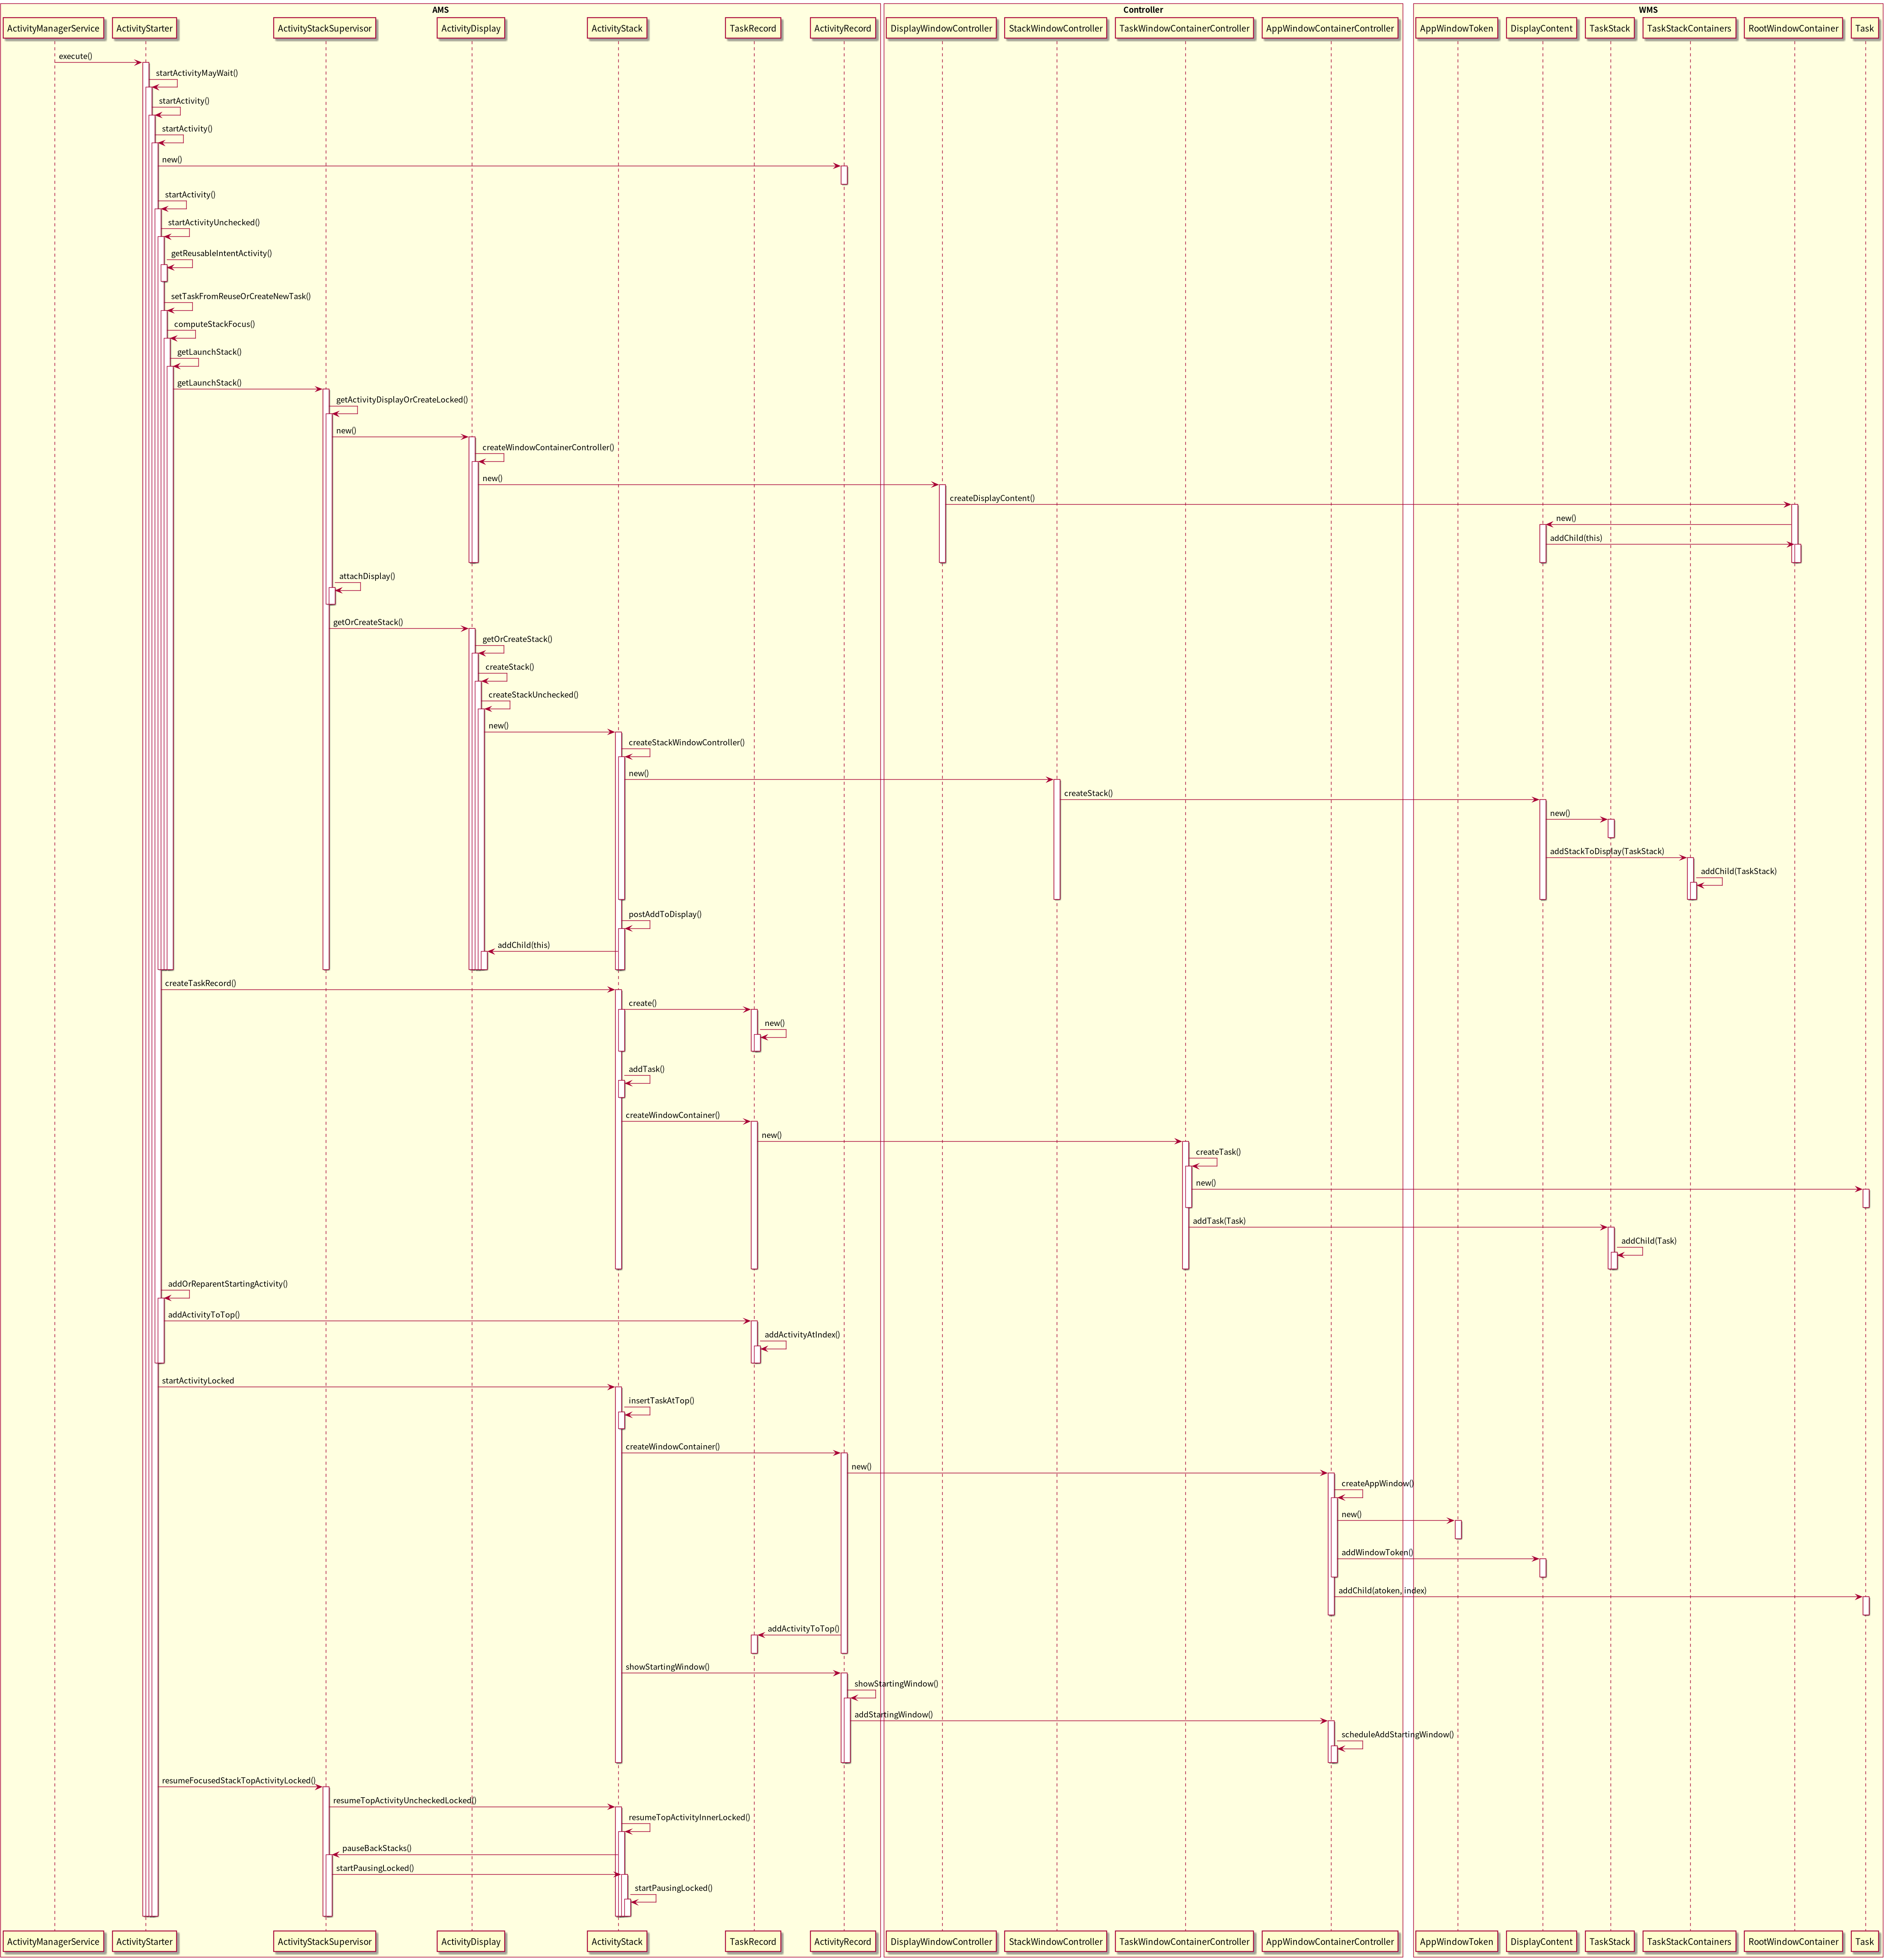 AMS
Controller
WMS
ActivityManagerService
ActivityStarter
ActivityStackSupervisor
ActivityDisplay
ActivityStack
TaskRecord
ActivityRecord
DisplayWindowController
StackWindowController
TaskWindowContainerController
AppWindowContainerController
AppWindowToken
DisplayContent
TaskStack
TaskStackContainers
RootWindowContainer
Task
execute()
startActivityMayWait()
startActivity()
startActivity()
new()
startActivity()
startActivityUnchecked()
getReusableIntentActivity()
setTaskFromReuseOrCreateNewTask()
computeStackFocus()
getLaunchStack()
getLaunchStack()
getActivityDisplayOrCreateLocked()
new()
createWindowContainerController()
new()
createDisplayContent()
new()
addChild(this)
attachDisplay()
getOrCreateStack()
getOrCreateStack()
createStack()
createStackUnchecked()
new()
createStackWindowController()
new()
createStack()
new()
addStackToDisplay(TaskStack)
addChild(TaskStack)
postAddToDisplay()
addChild(this)
createTaskRecord()
create()
new()
addTask()
createWindowContainer()
new()
createTask()
new()
addTask(Task)
addChild(Task)
addOrReparentStartingActivity()
addActivityToTop()
addActivityAtIndex()
startActivityLocked
insertTaskAtTop()
createWindowContainer()
new()
createAppWindow()
new()
addWindowToken()
addChild(atoken, index)
addActivityToTop()
showStartingWindow()
showStartingWindow()
addStartingWindow()
scheduleAddStartingWindow()
resumeFocusedStackTopActivityLocked()
resumeTopActivityUncheckedLocked()
resumeTopActivityInnerLocked()
pauseBackStacks()
startPausingLocked()
startPausingLocked()
ActivityManagerService
ActivityStarter
ActivityStackSupervisor
ActivityDisplay
ActivityStack
TaskRecord
ActivityRecord
DisplayWindowController
StackWindowController
TaskWindowContainerController
AppWindowContainerController
AppWindowToken
DisplayContent
TaskStack
TaskStackContainers
RootWindowContainer
Task